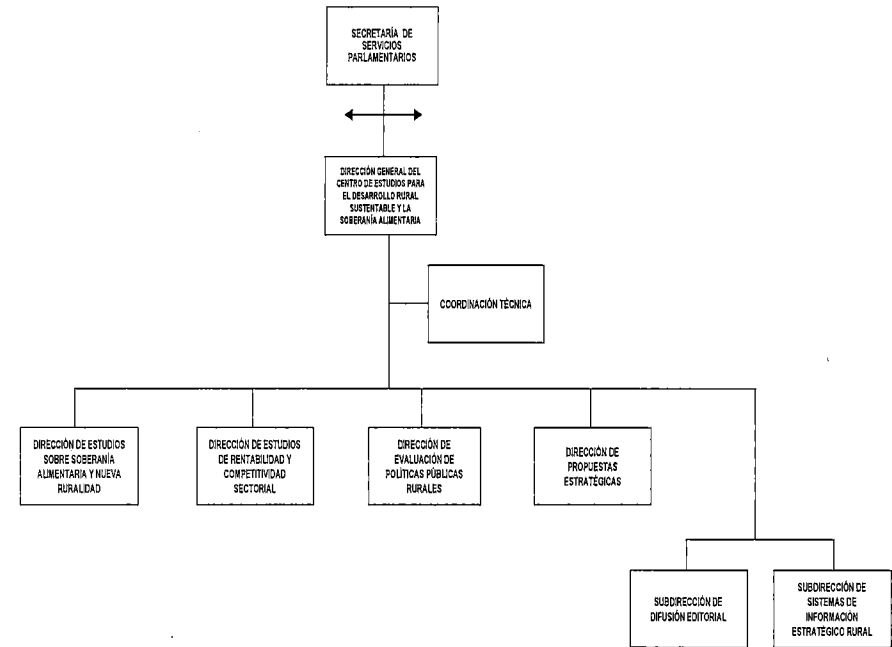 SECRETARÍA DE
SERVICIOS
PARLAMENTARIOS
DIRECCIÓN GENERAL DEL
CENTRO DE ESTUDIOS PARA
EL DESARROLLO RURAL
SUSTENTABLE Y LA
SOBERANÍA ALIMENTARIA
COORDINACIÓN TÉCNICA
DIRECCIÓN DE ESTUDIOS
SOBRE SOBERANÍA
ALIMENTARIA Y NUEVA
RURALIDAD
DIRECCIÓN DE ESTUDIOS
DE RENTABILIDAD Y
COMPETITIVIDAD
SECTORIAL
DIRECCIÓN DE
EVALUACIÓN DE
POLÍTICAS PÚBLICAS
RURALES
DIRECCIÓN DE
PROPUESTAS
ESTRATÉGICAS
SUBDIRECCIÓN DE
DIFUSIÓN EDITORIAL
SUBDIRECCIÓN DE
SISTEMAS DE
INFORMACIÓN
ESTRATÉGICO RURAL